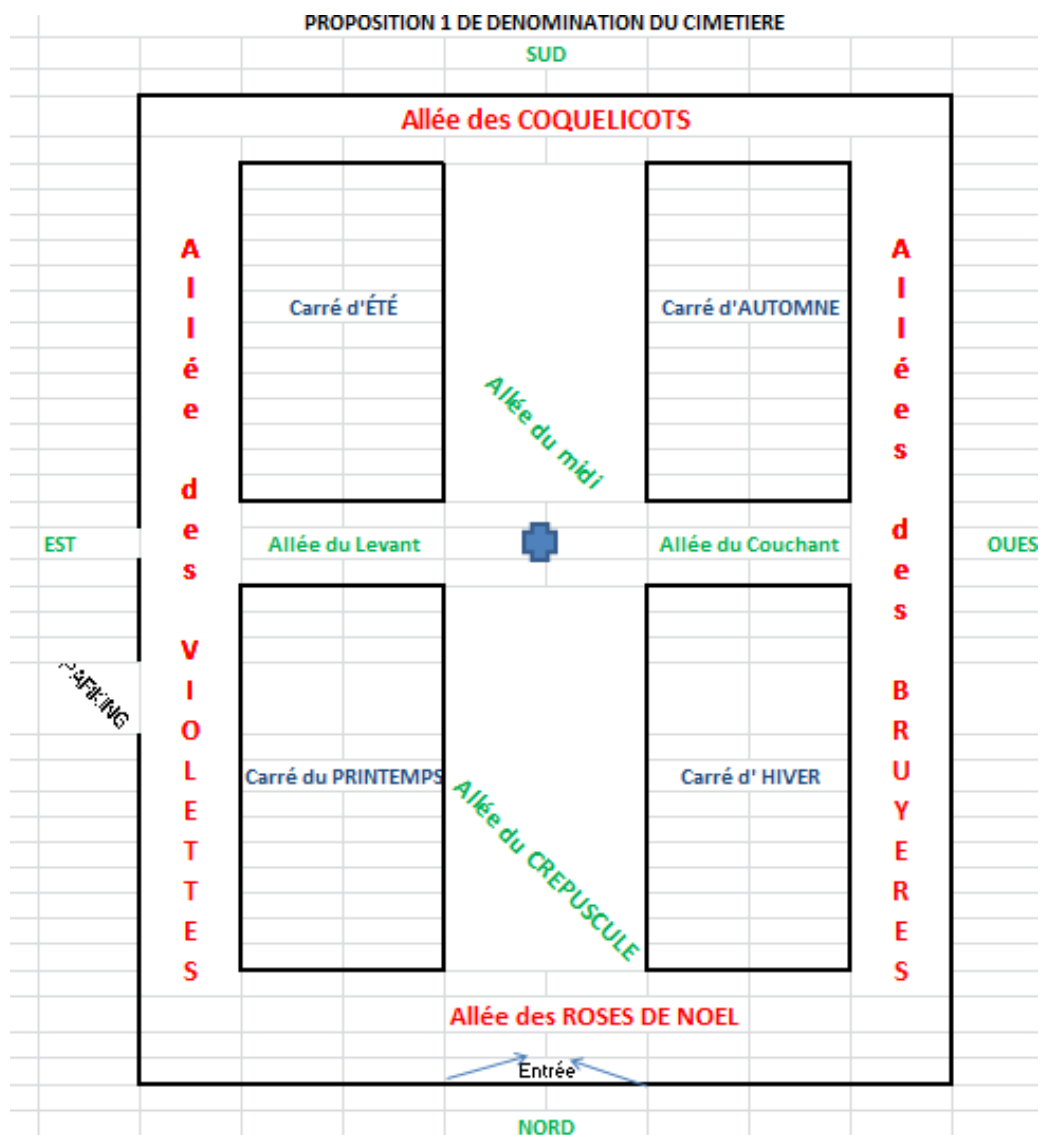 PROPOSITION 1 DE DENOMINATION DU CIMETIERE
SUD
Allée des COQUELICOTS
Allée des VIOLETTES
Carré d'ÉTÉ
Carré d'AUTOMNE
Allées des BRUYERES
Allée du midi
EST
Allée du Levant
Allée du Couchant
OUES
PARKING
Carré du PRINTEMPS
Carré d' HIVER
Allée du CREPUSCULE
Allée des ROSES DE NOEL
Entrée
NORD